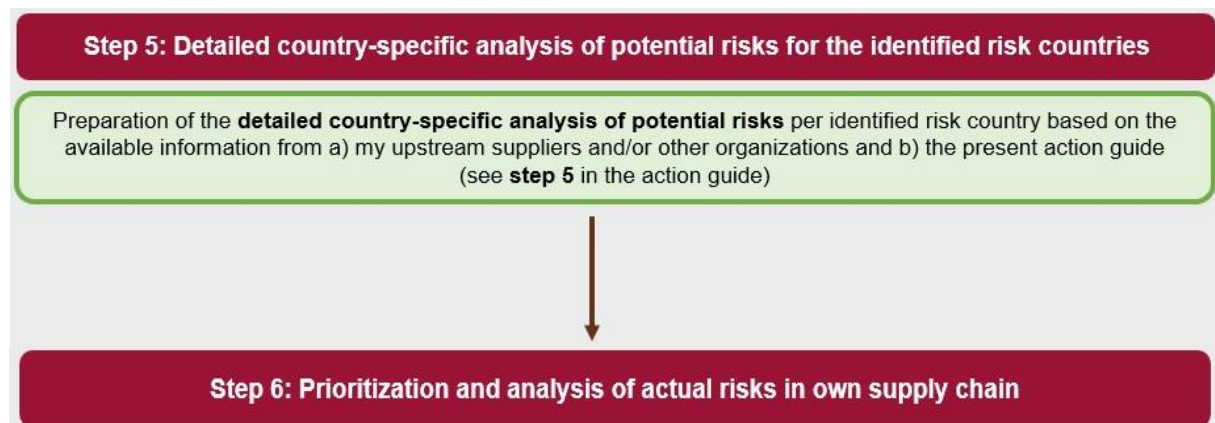 Step 5: Detailed country-specific analysis of potential risks for the identified risk countries
Preparation of the detailed country-specific analysis of potential risks per identified risk country based on the
available information from a) my upstream suppliers and/or other organizations and b) the present action guide
(see step 5 in the action guide)
Step 6: Prioritization and analysis of actual risks in own supply chain